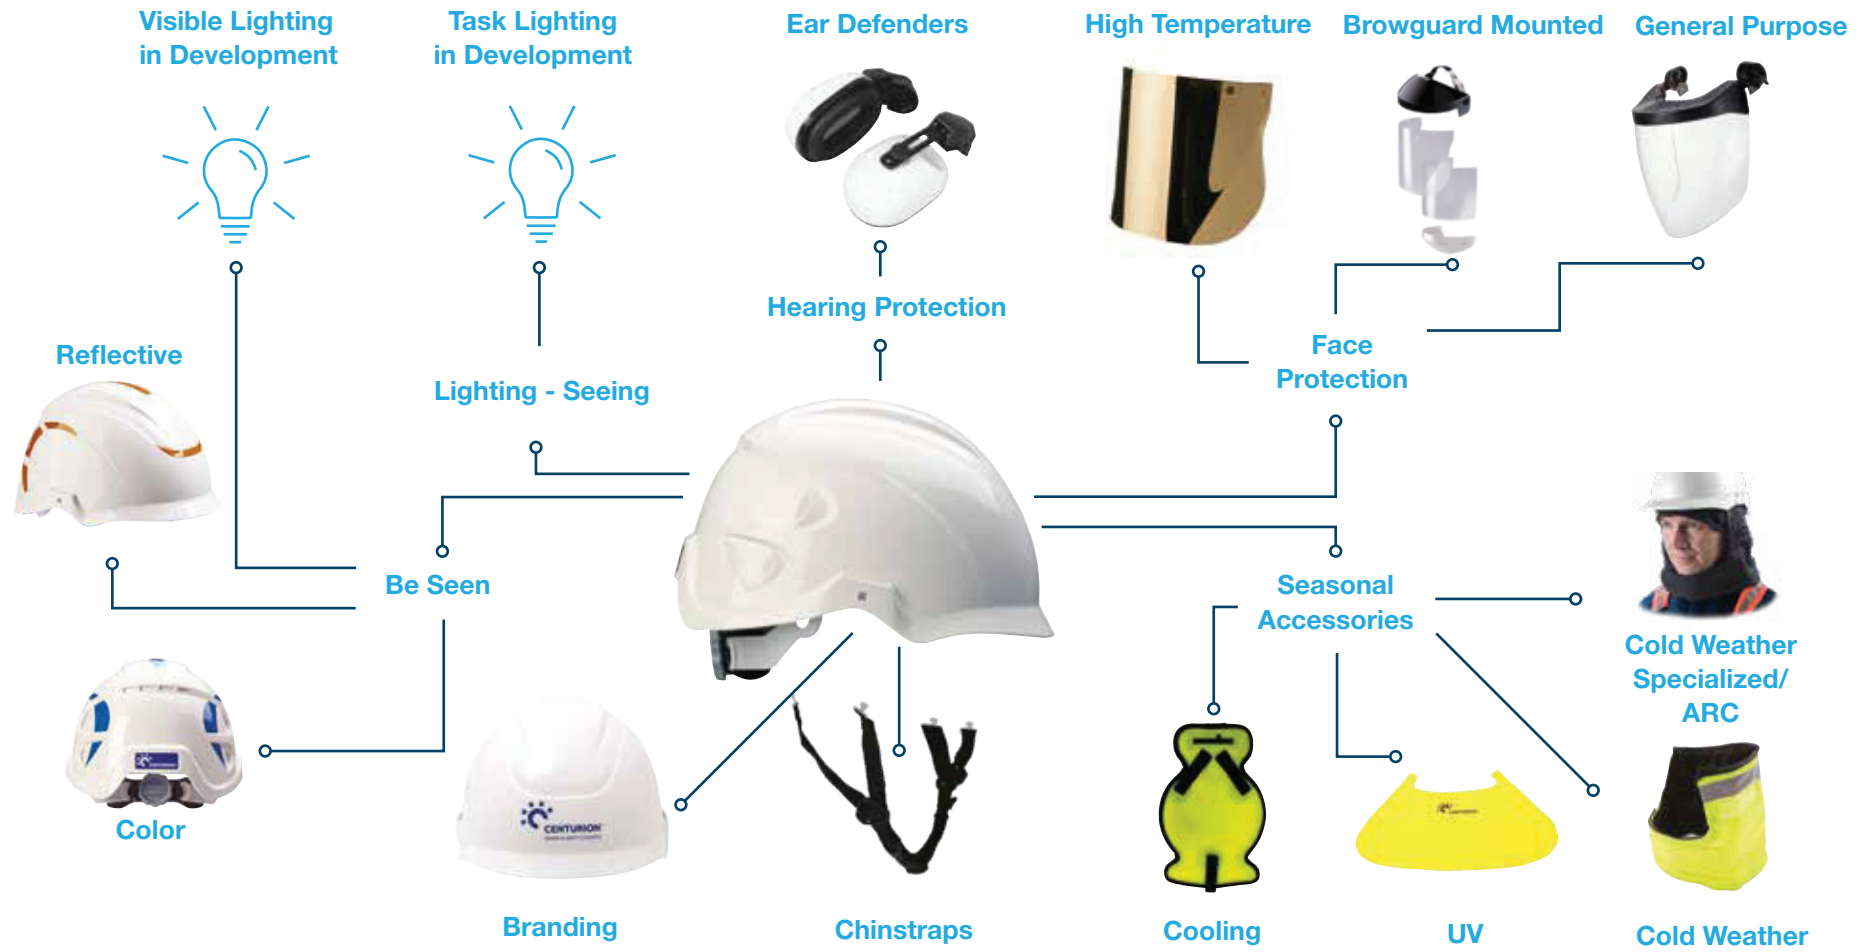 Visible Lighting
in Development
Task Lighting
in Development
Ear Defenders
High Temperature
Browguard Mounted
General Purpose
Hearing Protection
Reflective
Face
Protection
Lighting - Seeing
Be Seen
Seasonal
Accessories
Cold Weather
Specialized/
ARC
Color
CENTURION
Branding
Chinstraps
Cooling
UV
Cold Weather